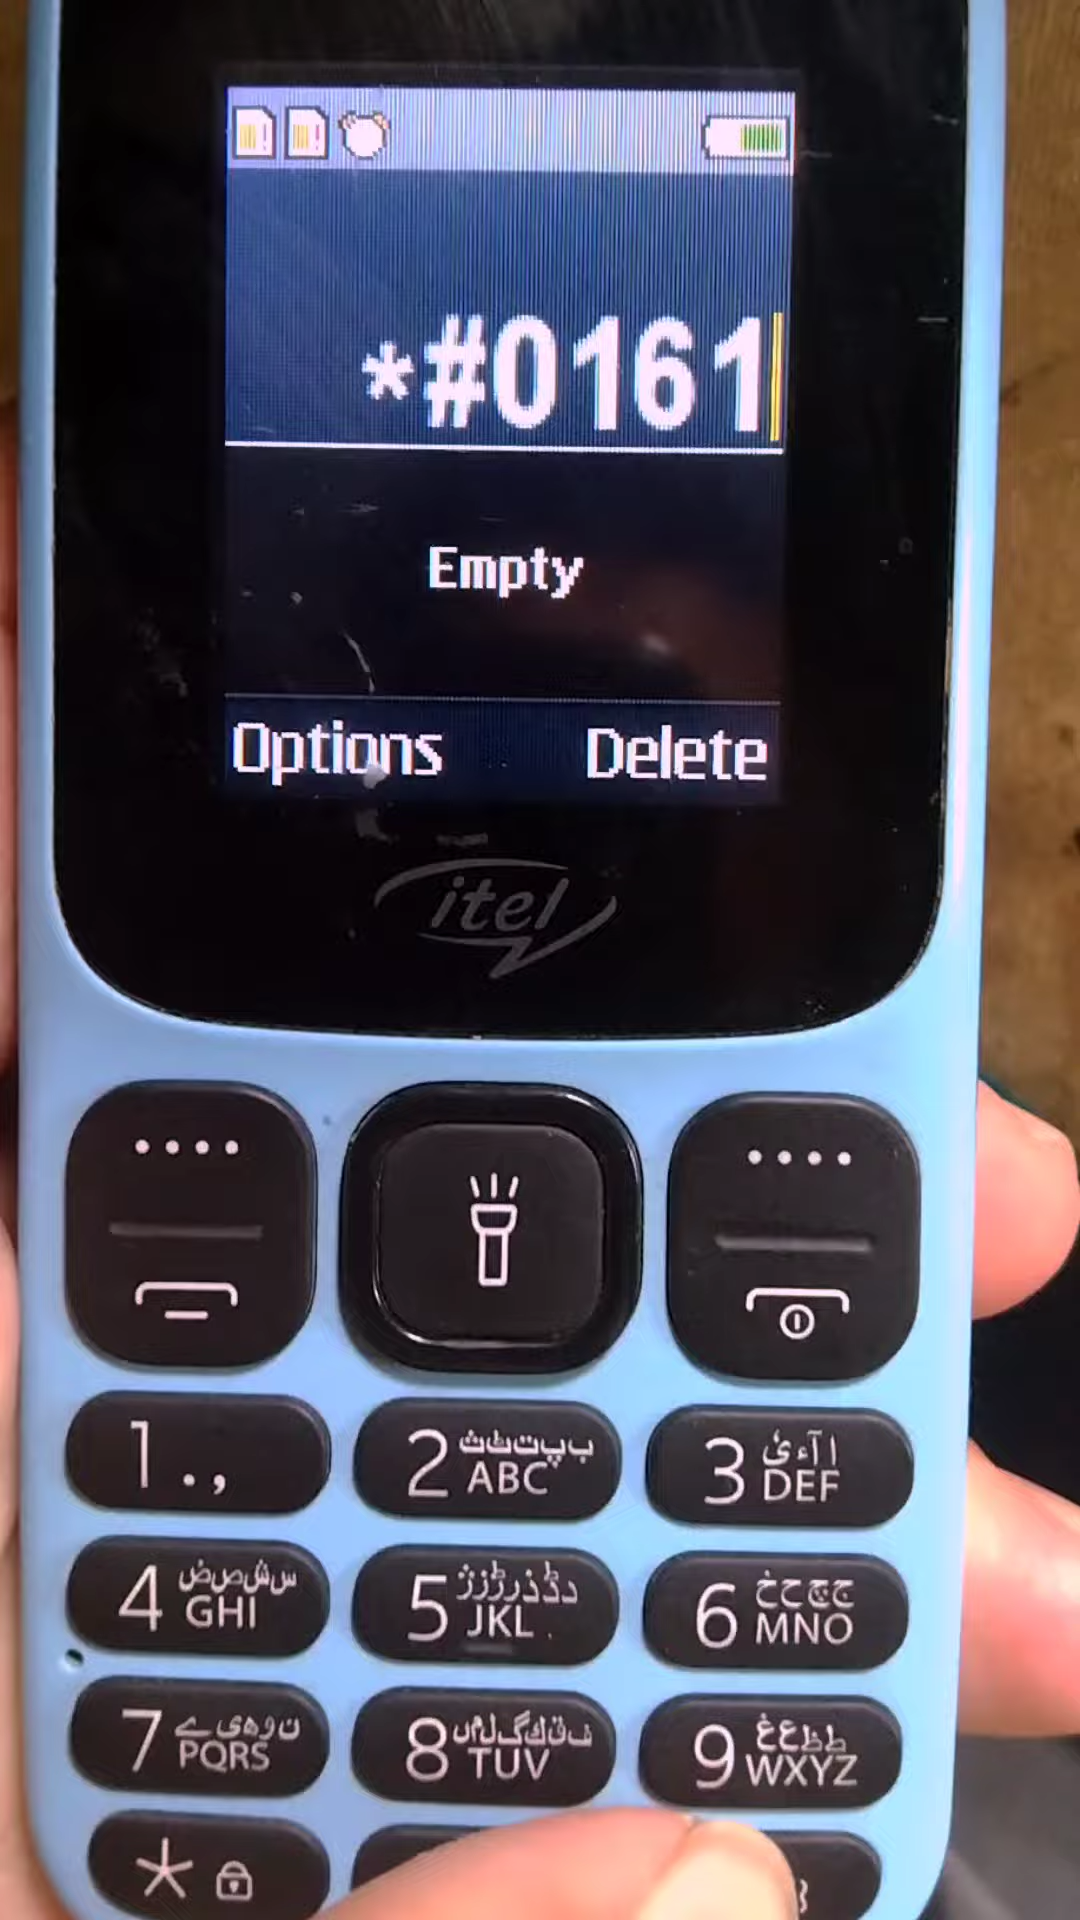 *#0161
Empty
Options Delete
itel
1 . ,
2 ب پ ت ٹ ث ABC
3 ا آ ء ئ DEF
4 س ش ص ض GHI
5 د ڈ ذ ر ڑ ز ژ JKL
6 ج چ ح خ MNO
7 ن و ہ ی ے PQRS
8 ف ق ک گ ل م ں TUV
9 ط ظ ع غ WXYZ
*